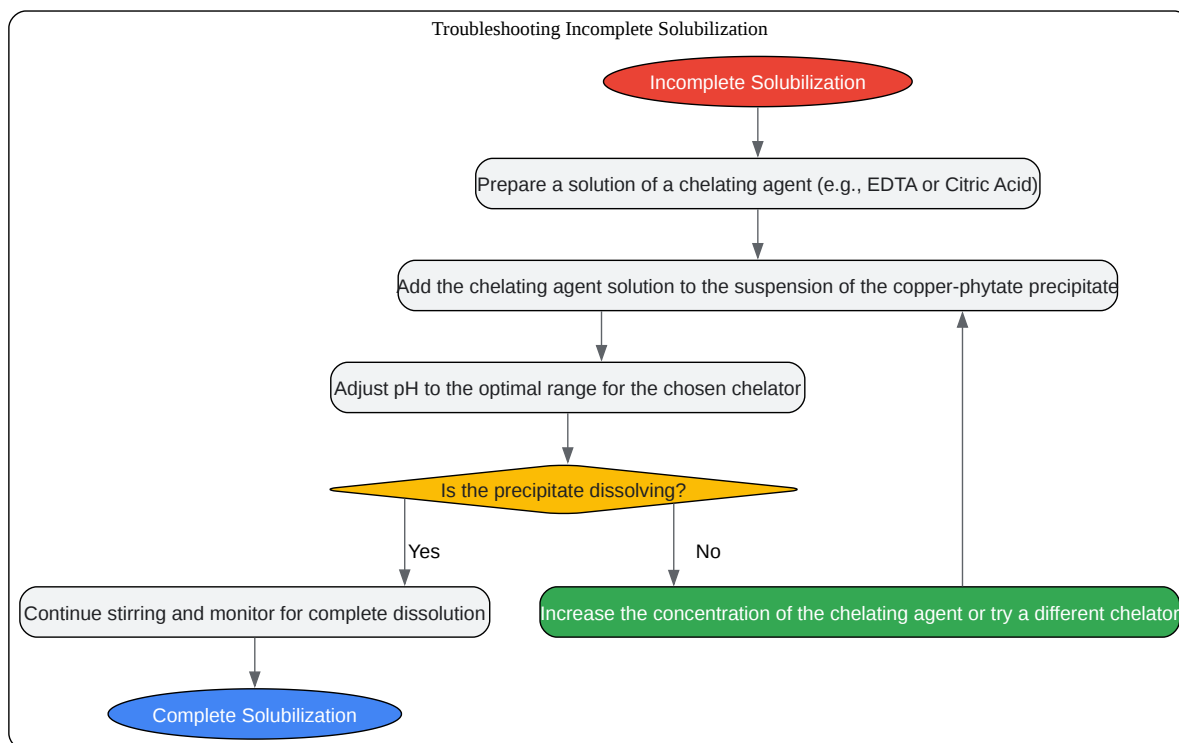 Troubleshooting Incomplete Solubilization
Incomplete Solubilization
Prepare a solution of a chelating agent (e.g., EDTA or Citric Acid)
Add the chelating agent solution to the suspension of the copper-phytate precipitate
Adjust pH to the optimal range for the chosen chelator
Is the precipitate dissolving?
Yes
No
Continue stirring and monitor for complete dissolution
Increase the concentration of the chelating agent or try a different chelator
Complete Solubilization